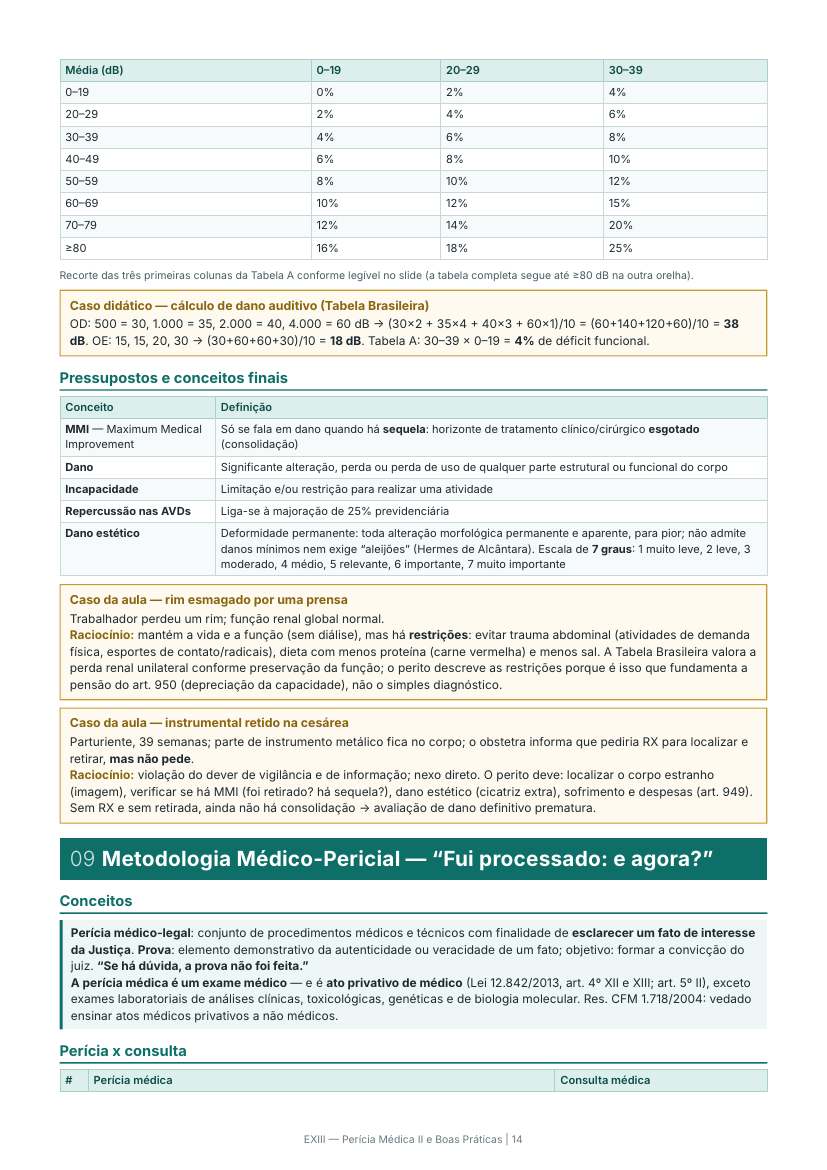 Média (dB) 0–19 20–29 30–39
0–19 0% 2% 4%
20–29 2% 4% 6%
30–39 4% 6% 8%
40–49 6% 8% 10%
50–59 8% 10% 12%
60–69 10% 12% 15%
70–79 12% 14% 20%
≥80 16% 18% 25%
Recorte das três primeiras colunas da Tabela A conforme legível no slide (a tabela completa segue até ≥80 dB na outra orelha).
Caso didático — cálculo de dano auditivo (Tabela Brasileira)
OD: 500 = 30, 1.000 = 35, 2.000 = 40, 4.000 = 60 dB → (30×2 + 35×4 + 40×3 + 60×1)/10 = (60+140+120+60)/10 = 38
dB. OE: 15, 15, 20, 30 → (30+60+60+30)/10 = 18 dB. Tabela A: 30–39 × 0–19 = 4% de déficit funcional.
Pressupostos e conceitos finais
Conceito Definição
MMI — Maximum Medical Improvement Só se fala em dano quando há sequela: horizonte de tratamento clínico/cirúrgico esgotado (consolidação)
Dano Significante alteração, perda ou perda de uso de qualquer parte estrutural ou funcional do corpo
Incapacidade Limitação e/ou restrição para realizar uma atividade
Repercussão nas AVDs Liga-se à majoração de 25% previdenciária
Dano estético Deformidade permanente: toda alteração morfológica permanente e aparente, para pior; não admite
danos mínimos nem exige “aleijões” (Hermes de Alcântara). Escala de 7 graus: 1 muito leve, 2 leve, 3
moderado, 4 médio, 5 relevante, 6 importante, 7 muito importante
Caso da aula — rim esmagado por uma prensa
Trabalhador perdeu um rim; função renal global normal.
Raciocínio: mantém a vida e a função (sem diálise), mas há restrições: evitar trauma abdominal (atividades de demanda
física, esportes de contato/radicais), dieta com menos proteína (carne vermelha) e menos sal. A Tabela Brasileira valora a
perda renal unilateral conforme preservação da função; o perito descreve as restrições porque é isso que fundamenta a
pensão do art. 950 (depreciação da capacidade), não o simples diagnóstico.
Caso da aula — instrumental retido na cesárea
Parturiente, 39 semanas; parte de instrumento metálico fica no corpo; o obstetra informa que pediria RX para localizar e
retirar, mas não pede.
Raciocínio: violação do dever de vigilância e de informação; nexo direto. O perito deve: localizar o corpo estranho
(imagem), verificar se há MMI (foi retirado? há sequela?), dano estético (cicatriz extra), sofrimento e despesas (art. 949).
Sem RX e sem retirada, ainda não há consolidação → avaliação de dano definitivo prematura.
09 Metodologia Médico-Pericial — “Fui processado: e agora?”
Conceitos
Perícia médico-legal: conjunto de procedimentos médicos e técnicos com finalidade de esclarecer um fato de interesse
da Justiça. Prova: elemento demonstrativo da autenticidade ou veracidade de um fato; objetivo: formar a convicção do
juiz. “Se há dúvida, a prova não foi feita.”
A perícia médica é um exame médico — e é ato privativo de médico (Lei 12.842/2013, art. 4º XII e XIII; art. 5º II), exceto
exames laboratoriais de análises clínicas, toxicológicas, genéticas e de biologia molecular. Res. CFM 1.718/2004: vedado
ensinar atos médicos privativos a não médicos.
Perícia x consulta
# Perícia médica Consulta médica
EXIII — Perícia Médica II e Boas Práticas | 14